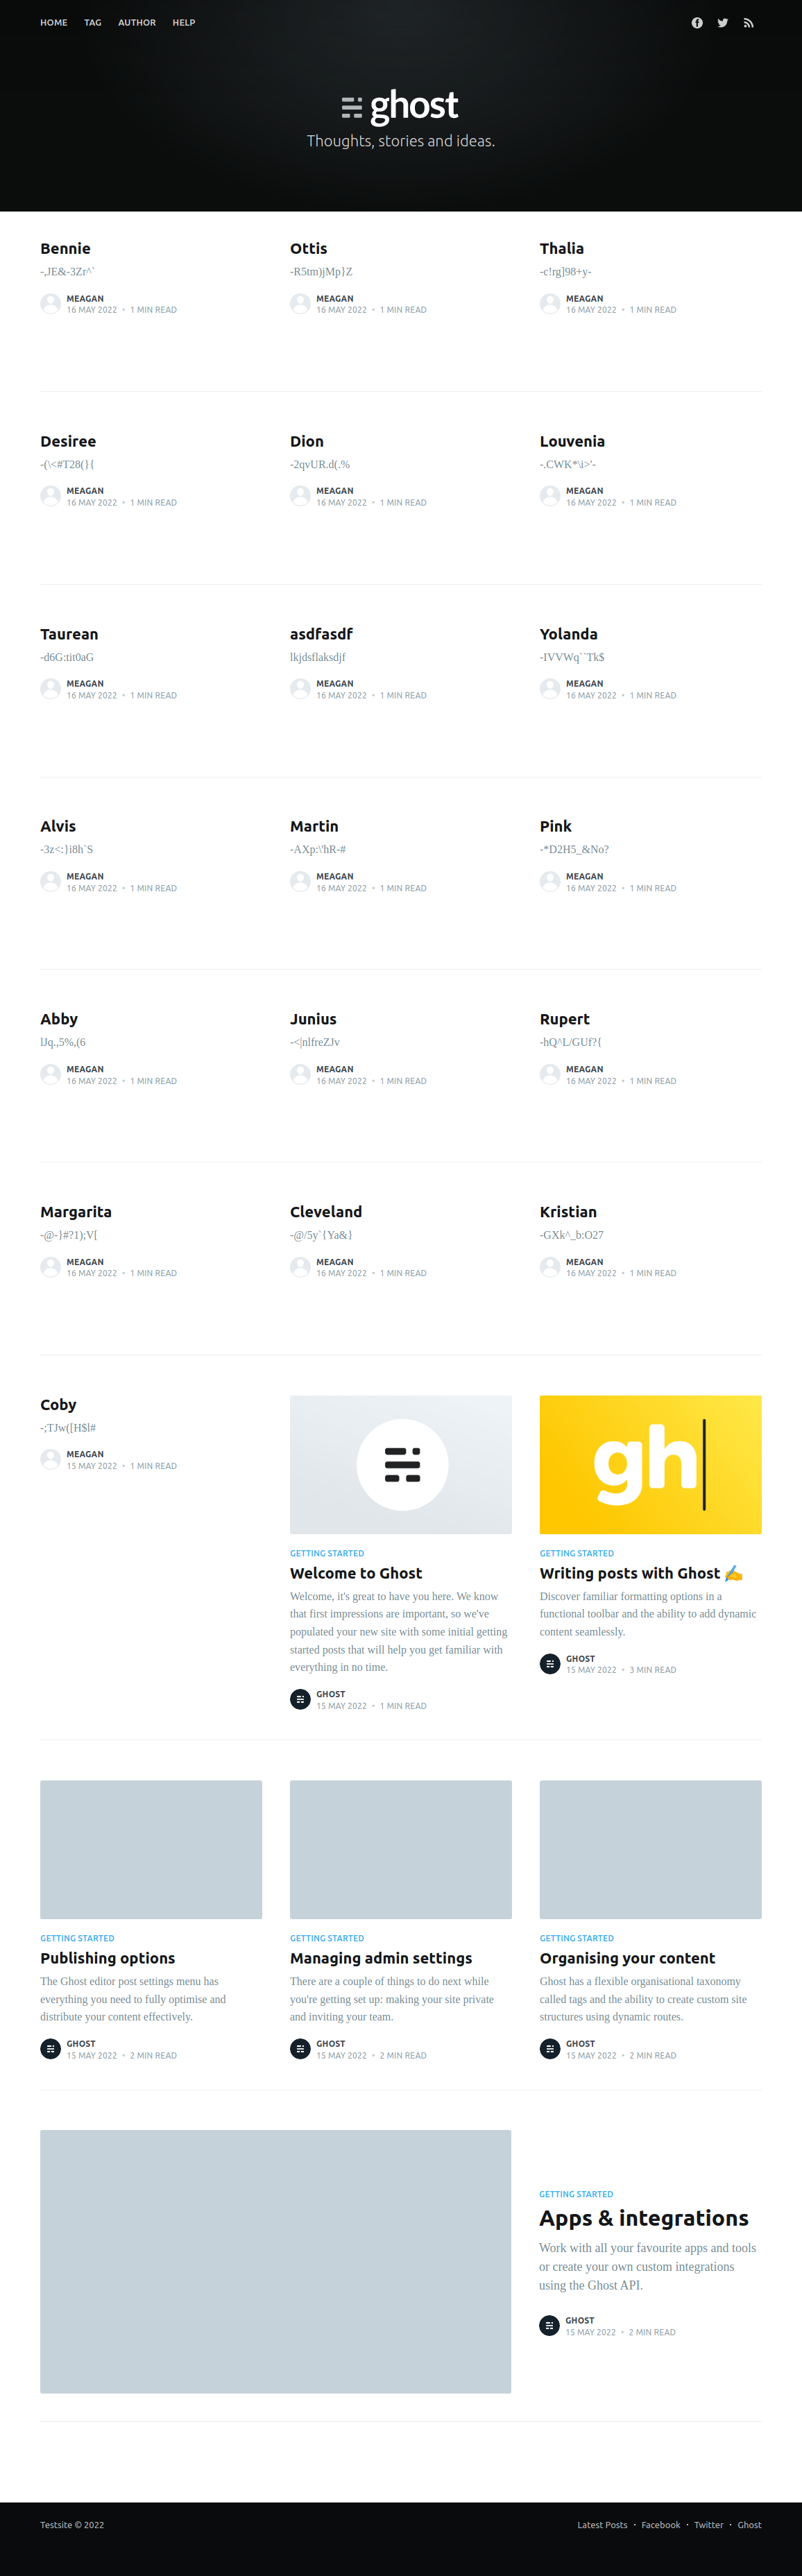 HOME TAG AUTHOR HELP
ghost
Thoughts, stories and ideas.
Bennie
-,JE&-3Zr^`
MEAGAN
16 MAY 2022 • 1 MIN READ
Ottis
-R5tm)jMp}Z
MEAGAN
16 MAY 2022 • 1 MIN READ
Thalia
-c!rg]98+y-
MEAGAN
16 MAY 2022 • 1 MIN READ
Desiree
-(\<#T28(}{
MEAGAN
16 MAY 2022 • 1 MIN READ
Dion
-2qvUR.d(.%
MEAGAN
16 MAY 2022 • 1 MIN READ
Louvenia
-.CWK*\i>'-
MEAGAN
16 MAY 2022 • 1 MIN READ
Taurean
-d6G:tit0aG
MEAGAN
16 MAY 2022 • 1 MIN READ
asdfasdf
lkjdsflaksdjf
MEAGAN
16 MAY 2022 • 1 MIN READ
Yolanda
-IVVWq``Tk$
MEAGAN
16 MAY 2022 • 1 MIN READ
Alvis
-3z<:}i8h`S
MEAGAN
16 MAY 2022 • 1 MIN READ
Martin
-AXp:\'hR-#
MEAGAN
16 MAY 2022 • 1 MIN READ
Pink
-*D2H5_&No?
MEAGAN
16 MAY 2022 • 1 MIN READ
Abby
lJq.,5%,(6
MEAGAN
16 MAY 2022 • 1 MIN READ
Junius
-<|nlfreZJv
MEAGAN
16 MAY 2022 • 1 MIN READ
Rupert
-hQ^L/GUf?{
MEAGAN
16 MAY 2022 • 1 MIN READ
Margarita
-@-}#?1);V[
MEAGAN
16 MAY 2022 • 1 MIN READ
Cleveland
-@/5y`{Ya&}
MEAGAN
16 MAY 2022 • 1 MIN READ
Kristian
-GXk^_b:O27
MEAGAN
16 MAY 2022 • 1 MIN READ
Coby
-;TJw([H$l#
MEAGAN
15 MAY 2022 • 1 MIN READ
GETTING STARTED
Welcome to Ghost
Welcome, it's great to have you here. We know
that first impressions are important, so we've
populated your new site with some initial getting
started posts that will help you get familiar with
everything in no time.
GHOST
15 MAY 2022 • 1 MIN READ
gh
GETTING STARTED
Writing posts with Ghost ✍️
Discover familiar formatting options in a
functional toolbar and the ability to add dynamic
content seamlessly.
GHOST
15 MAY 2022 • 3 MIN READ
GETTING STARTED
Publishing options
The Ghost editor post settings menu has
everything you need to fully optimise and
distribute your content effectively.
GHOST
15 MAY 2022 • 2 MIN READ
GETTING STARTED
Managing admin settings
There are a couple of things to do next while
you're getting set up: making your site private
and inviting your team.
GHOST
15 MAY 2022 • 2 MIN READ
GETTING STARTED
Organising your content
Ghost has a flexible organisational taxonomy
called tags and the ability to create custom site
structures using dynamic routes.
GHOST
15 MAY 2022 • 2 MIN READ
GETTING STARTED
Apps & integrations
Work with all your favourite apps and tools
or create your own custom integrations
using the Ghost API.
GHOST
15 MAY 2022 • 2 MIN READ
Testsite © 2022
Latest Posts • Facebook • Twitter • Ghost